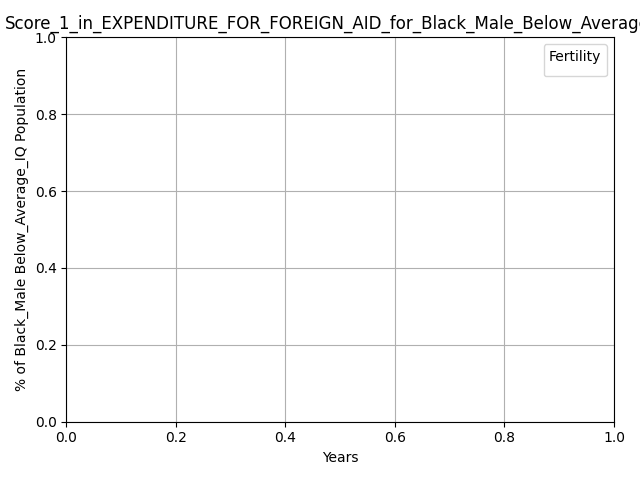 Score_1_in_EXPENDITURE_FOR_FOREIGN_AID_for_Black_Male_Below_Average
Fertility
% of Black_Male Below_Average_IQ Population
1.0
0.8
0.6
0.4
0.2
0.0
0.0 0.2 0.4 0.6 0.8 1.0
Years